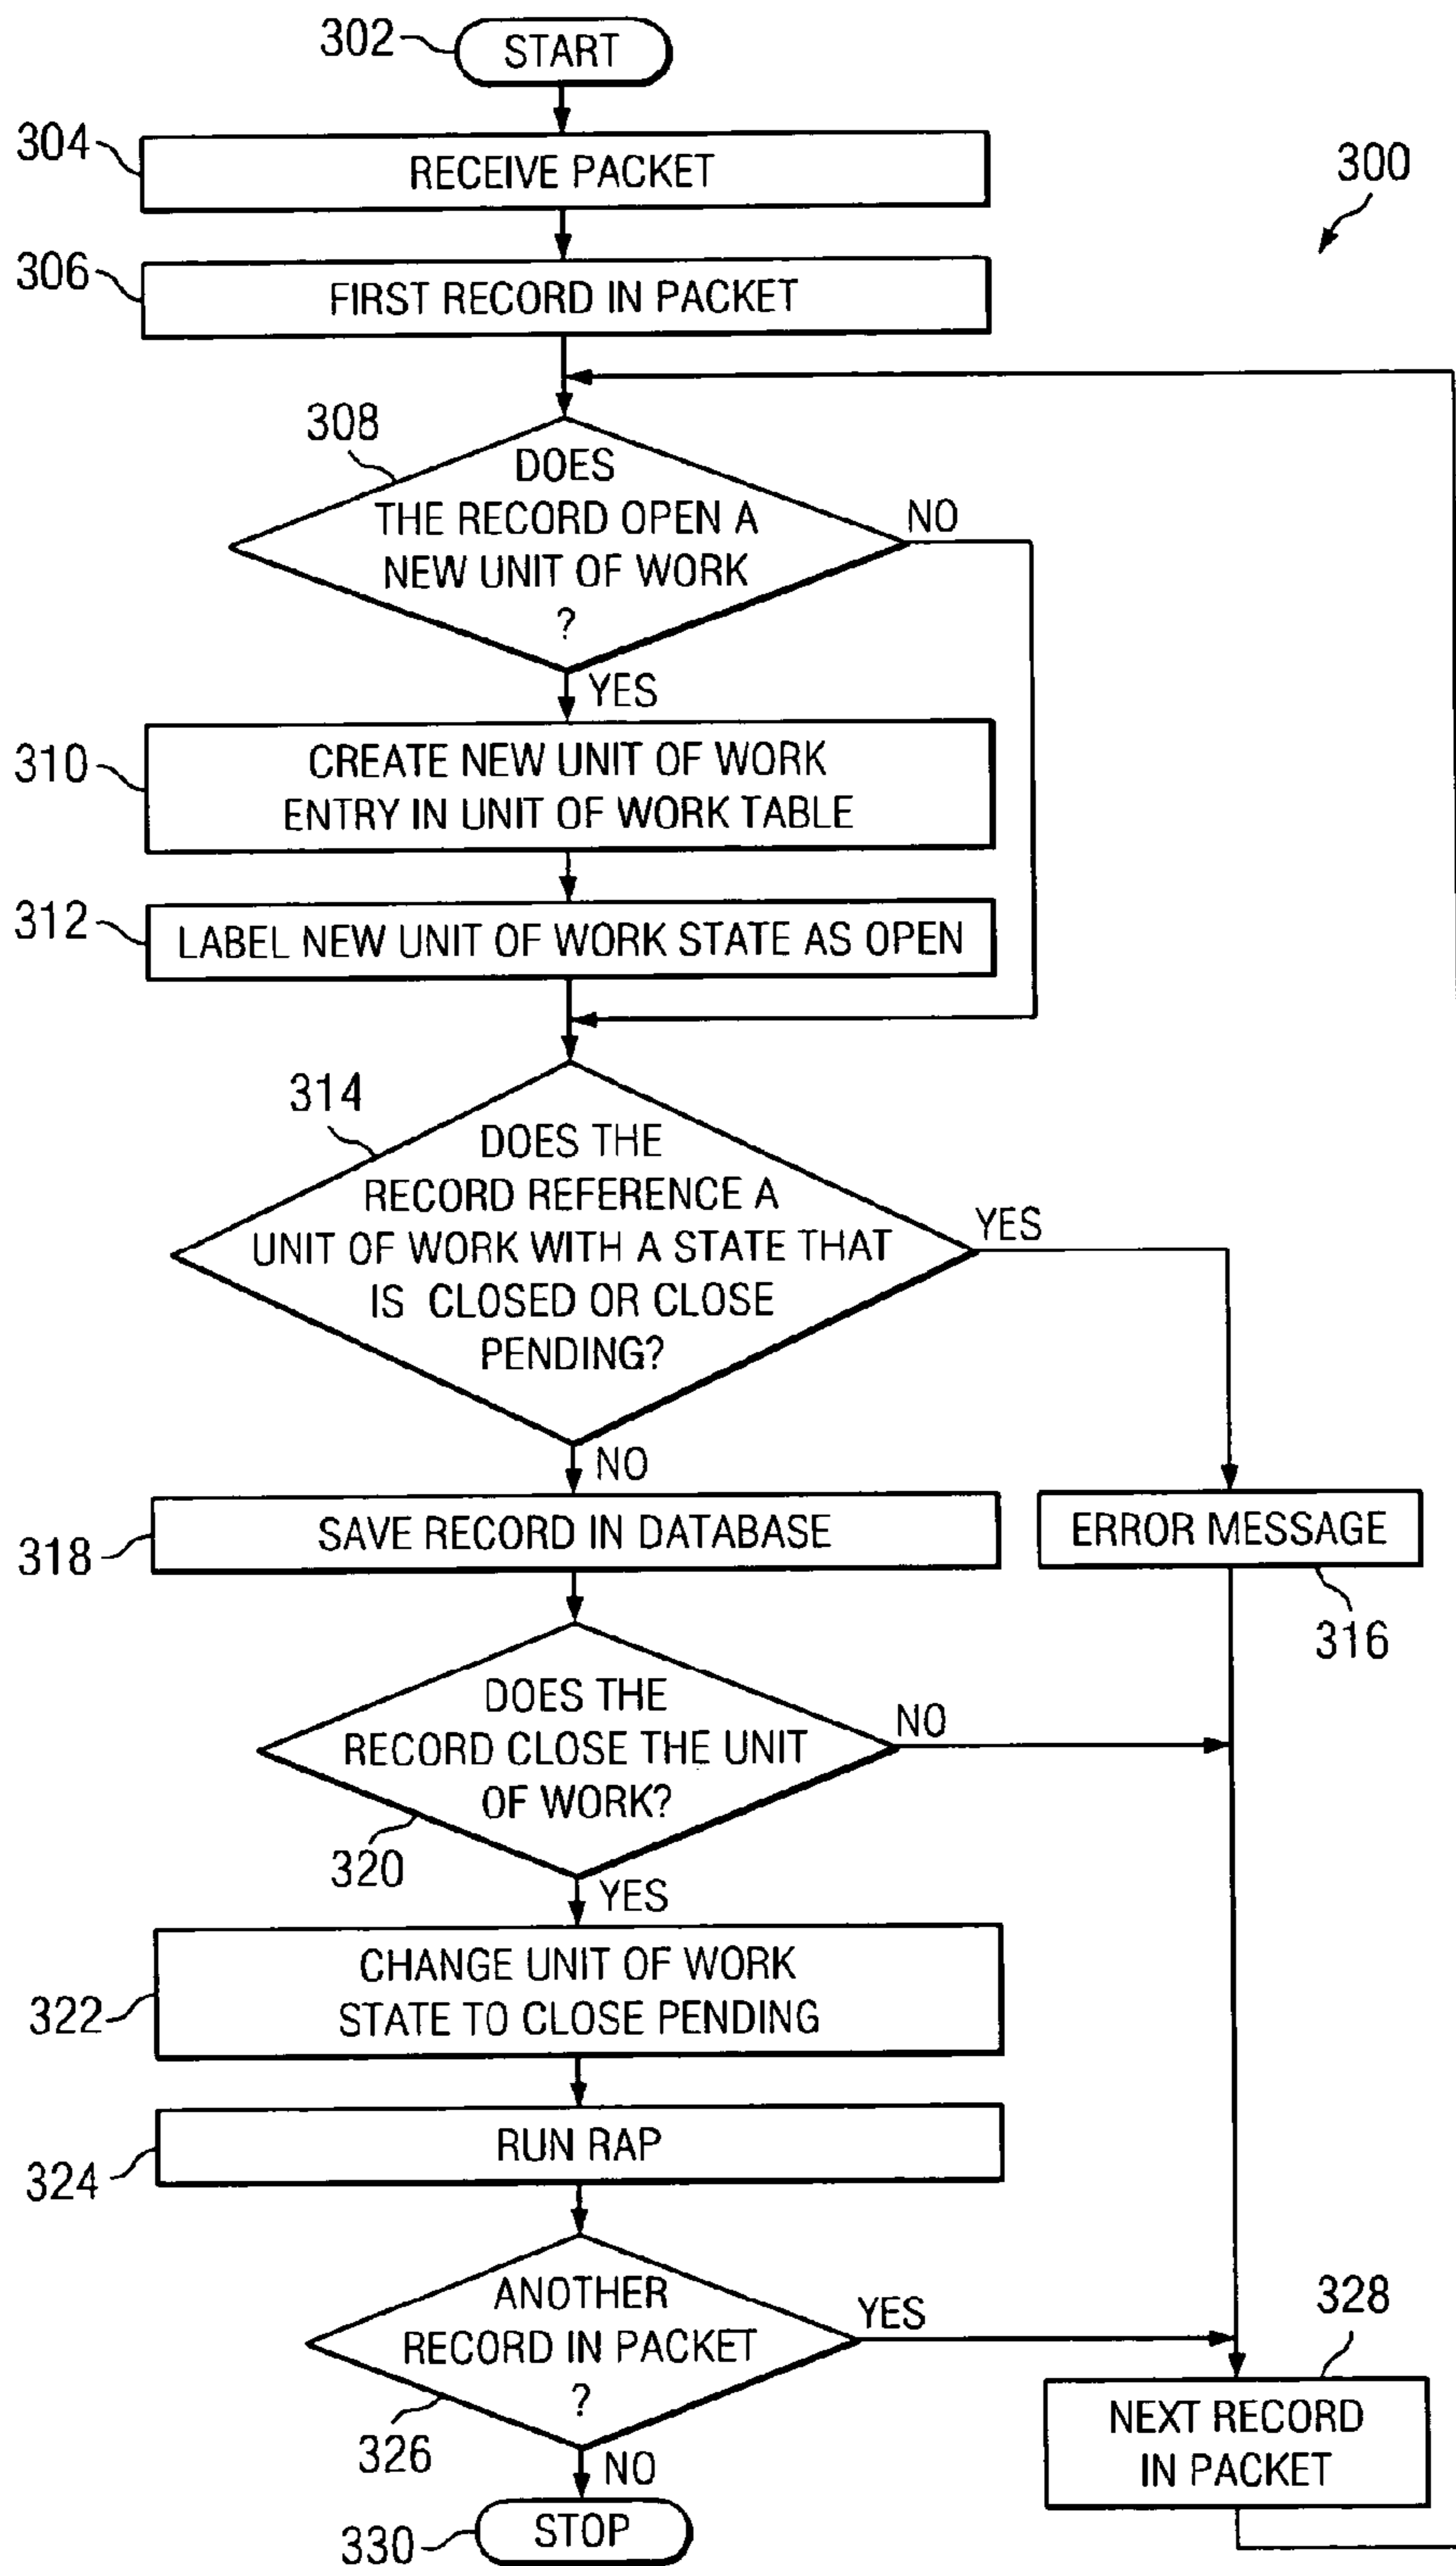 302
START
304
RECEIVE PACKET
300
306
FIRST RECORD IN PACKET
308
DOES
THE RECORD OPEN A
NEW UNIT OF WORK
?
NO
YES
310
CREATE NEW UNIT OF WORK
ENTRY IN UNIT OF WORK TABLE
312
LABEL NEW UNIT OF WORK STATE AS OPEN
314
DOES THE
RECORD REFERENCE A
UNIT OF WORK WITH A STATE THAT
IS CLOSED OR CLOSE
PENDING?
YES
NO
318
SAVE RECORD IN DATABASE
ERROR MESSAGE
316
DOES THE
RECORD CLOSE THE UNIT
OF WORK?
NO
320
YES
322
CHANGE UNIT OF WORK
STATE TO CLOSE PENDING
324
RUN RAP
ANOTHER
RECORD IN PACKET
?
YES
326
NO
328
NEXT RECORD
IN PACKET
330
STOP